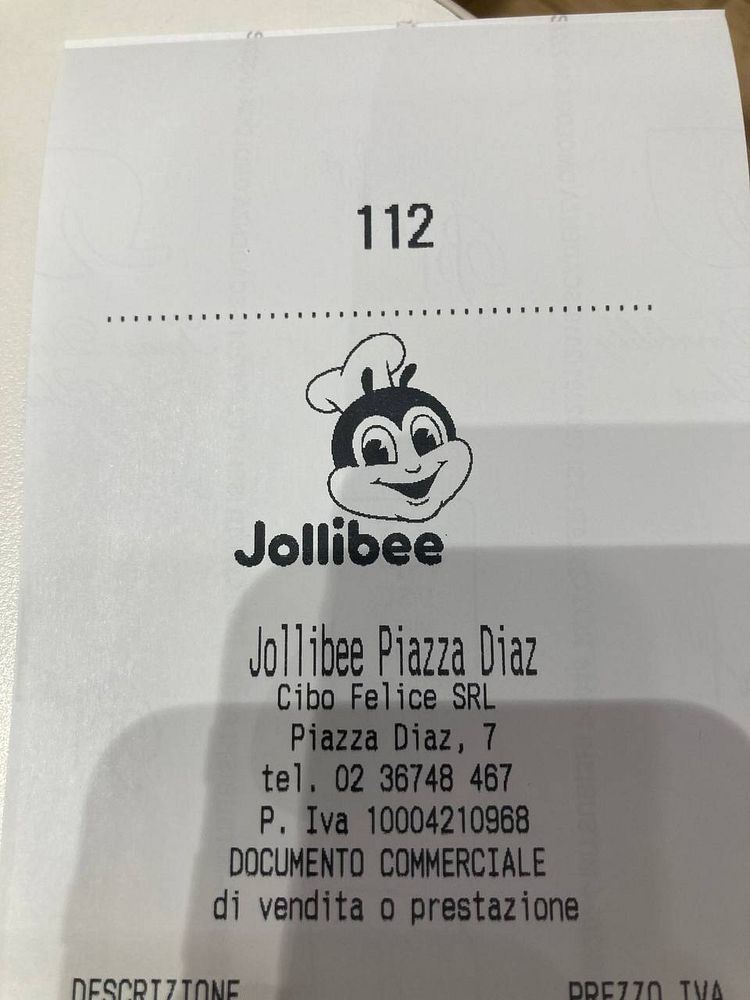 112
Jollibee
Jollibee Piazza Diaz
Cibo Felice SRL
Piazza Diaz, 7
tel. 02 36748 467
P. Iva 10004210968
DOCUMENTO COMMERCIALE
di vendita o prestazione
DESCRIZIONE PREZZO IVA